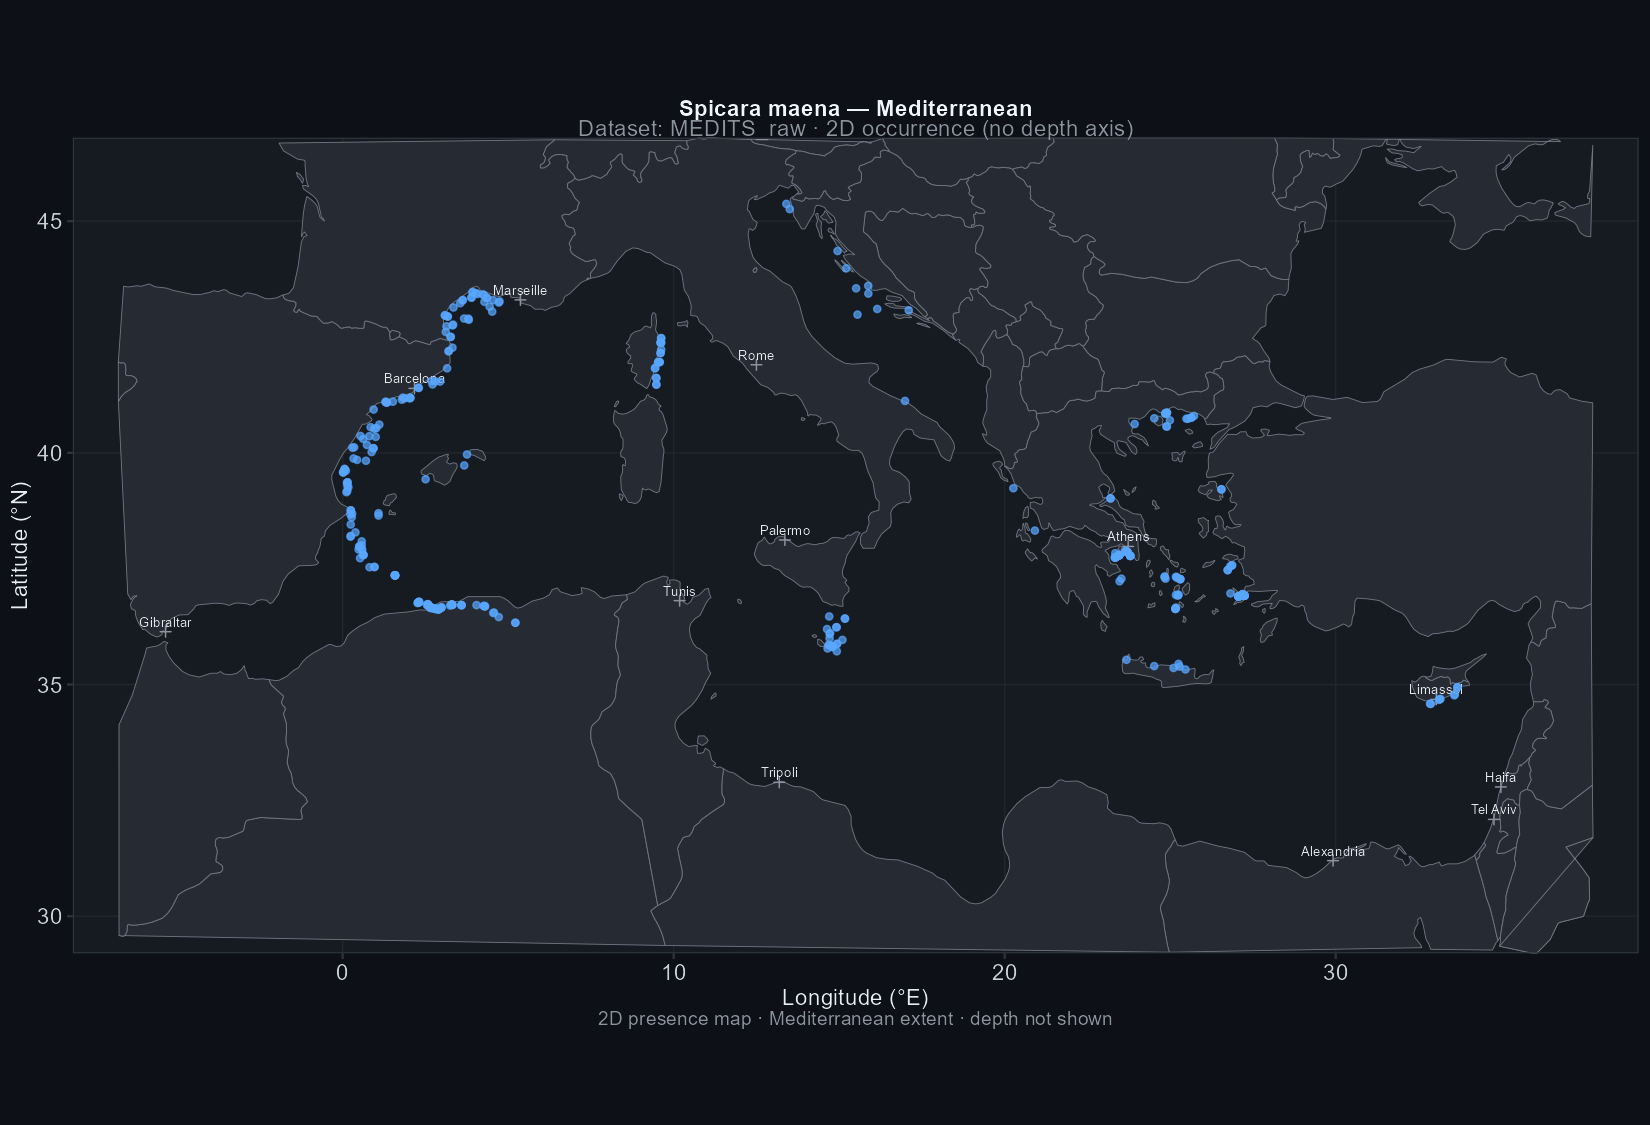 Spicara maena — Mediterranean
Dataset: MEDITS_raw · 2D occurrence (no depth axis)
45
Marseille
Rome
Barcelona
40
Palermo
Athens
Tunis
Gibraltar
35
Limassol
Tripoli
Haifa
Tel Aviv
Alexandria
30
0
10
20
30
Latitude (°N)
Longitude (°E)
2D presence map · Mediterranean extent · depth not shown